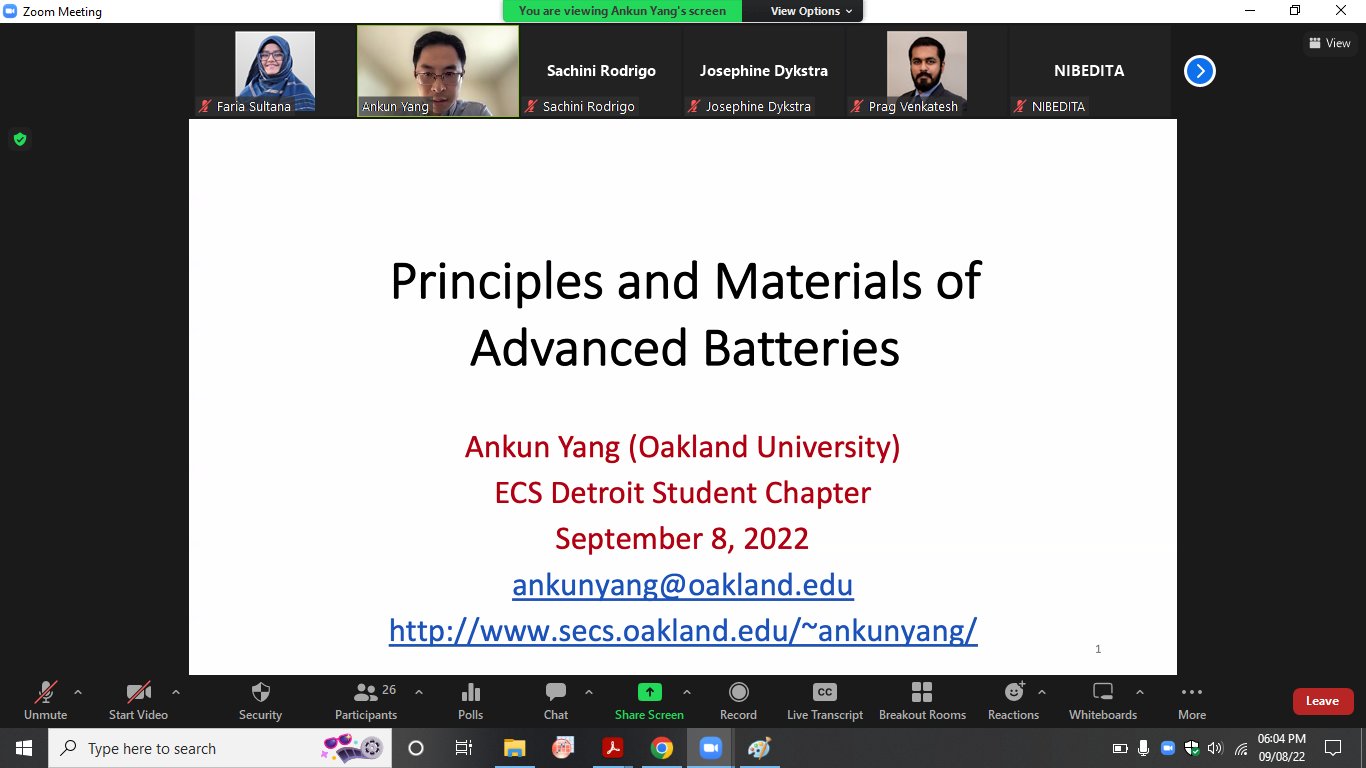 Zoom Meeting
You are viewing Ankun Yang's screen
View Options
View
Sachini Rodrigo
Josephine Dykstra
NIBEDITA
Faria Sultana
Ankun Yang
Sachini Rodrigo
Josephine Dykstra
Prag Venkatesh
NIBEDITA
Principles and Materials of
Advanced Batteries
Ankun Yang (Oakland University)
ECS Detroit Student Chapter
September 8, 2022
ankunyang@oakland.edu
http://www.secs.oakland.edu/~ankunyang/
1
Unmute
Start Video
Security
26
Participants
Polls
Chat
Share Screen
Record
CC
Live Transcript
Breakout Rooms
Reactions
Whiteboards
More
Leave
Type here to search
06:04 PM
09/08/22